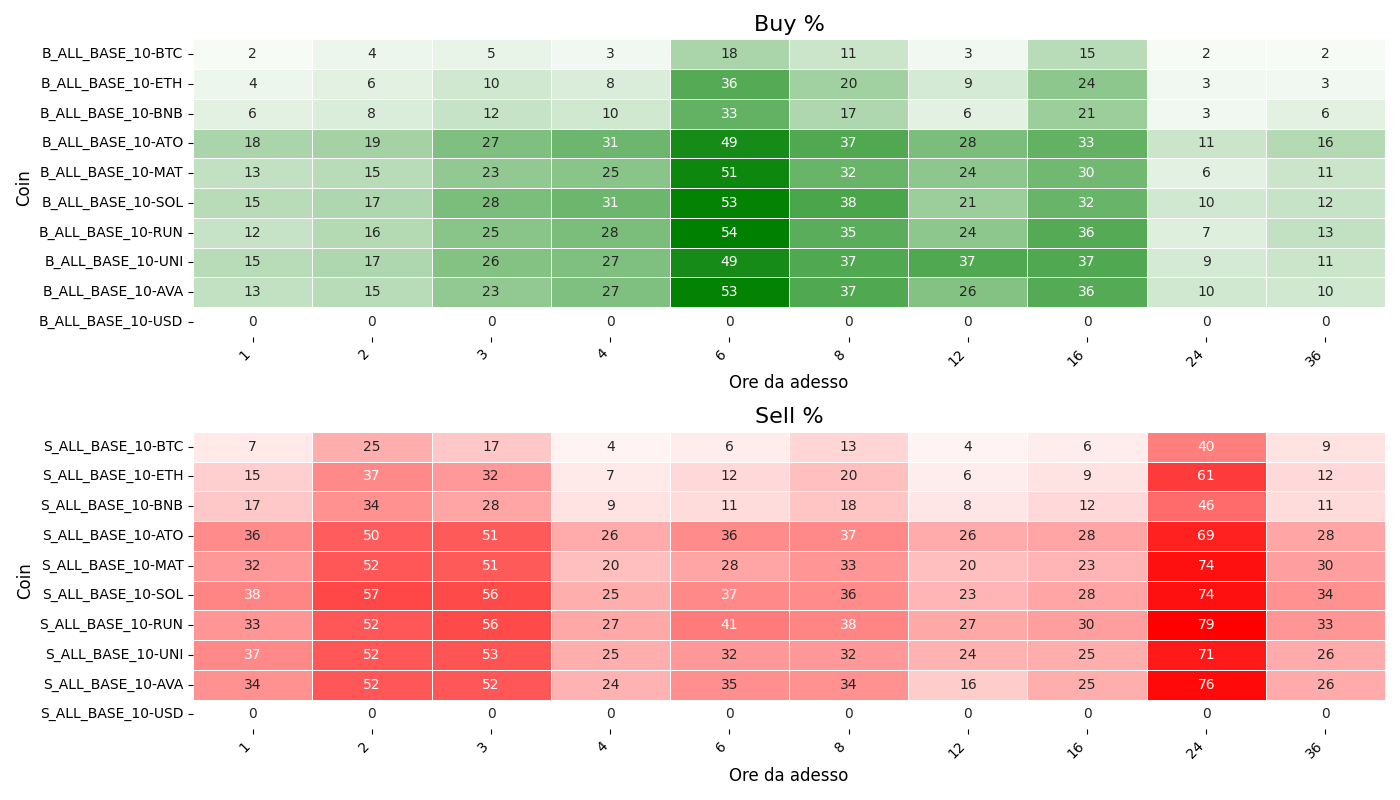 Buy %
Coin
B_ALL_BASE_10-BTC 2 4 5 3 18 11 3 15 2 2
B_ALL_BASE_10-ETH 4 6 10 8 36 20 9 24 3 3
B_ALL_BASE_10-BNB 6 8 12 10 33 17 6 21 3 6
B_ALL_BASE_10-ATO 18 19 27 31 49 37 28 33 11 16
B_ALL_BASE_10-MAT 13 15 23 25 51 32 24 30 6 11
B_ALL_BASE_10-SOL 15 17 28 31 53 38 21 32 10 12
B_ALL_BASE_10-RUN 12 16 25 28 54 35 24 36 7 13
B_ALL_BASE_10-UNI 15 17 26 27 49 37 37 37 9 11
B_ALL_BASE_10-AVA 13 15 23 27 53 37 26 36 10 10
B_ALL_BASE_10-USD 0 0 0 0 0 0 0 0 0 0
1 2 3 4 6 8 12 16 24 36
Ore da adesso
Sell %
Coin
S_ALL_BASE_10-BTC 7 25 17 4 6 13 4 6 40 9
S_ALL_BASE_10-ETH 15 37 32 7 12 20 6 9 61 12
S_ALL_BASE_10-BNB 17 34 28 9 11 18 8 12 46 11
S_ALL_BASE_10-ATO 36 50 51 26 36 37 26 28 69 28
S_ALL_BASE_10-MAT 32 52 51 20 28 33 20 23 74 30
S_ALL_BASE_10-SOL 38 57 56 25 37 36 23 28 74 34
S_ALL_BASE_10-RUN 33 52 56 27 41 38 27 30 79 33
S_ALL_BASE_10-UNI 37 52 53 25 32 32 24 25 71 26
S_ALL_BASE_10-AVA 34 52 52 24 35 34 16 25 76 26
S_ALL_BASE_10-USD 0 0 0 0 0 0 0 0 0 0
1 2 3 4 6 8 12 16 24 36
Ore da adesso